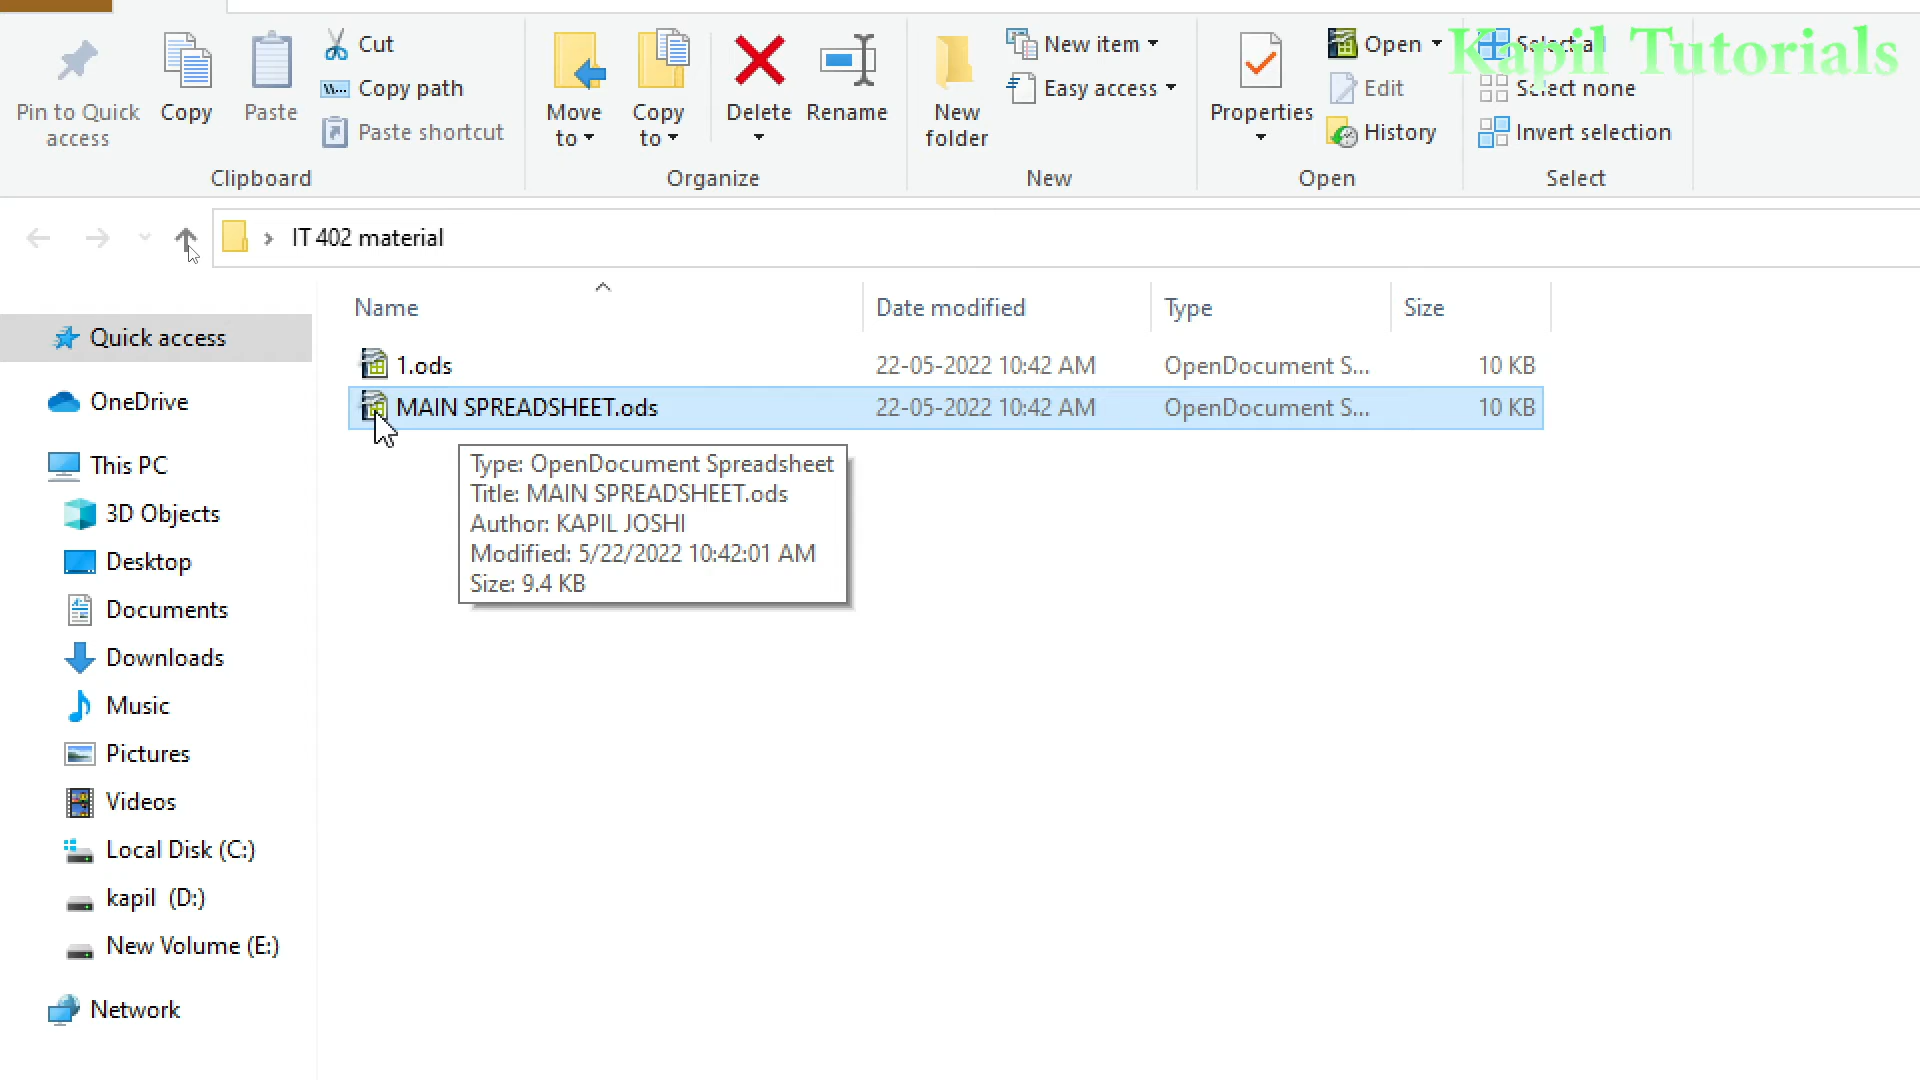 Kapil Tutorials
Pin to Quick
access
Copy
Paste
Cut
Copy path
Paste shortcut
Clipboard
Move
to
Copy
to
Delete
Rename
Organize
New
folder
New item
Easy access
New
Properties
Open
Edit
History
Open
Select all
Select none
Invert selection
Select
IT 402 material
Name
Date modified
Type
Size
1.ods 22-05-2022 10:42 AM OpenDocument S... 10 KB
MAIN SPREADSHEET.ods 22-05-2022 10:42 AM OpenDocument S... 10 KB
Type: OpenDocument Spreadsheet
Title: MAIN SPREADSHEET.ods
Author: KAPIL JOSHI
Modified: 5/22/2022 10:42:01 AM
Size: 9.4 KB
Quick access
OneDrive
This PC
3D Objects
Desktop
Documents
Downloads
Music
Pictures
Videos
Local Disk (C:)
kapil (D:)
New Volume (E:)
Network